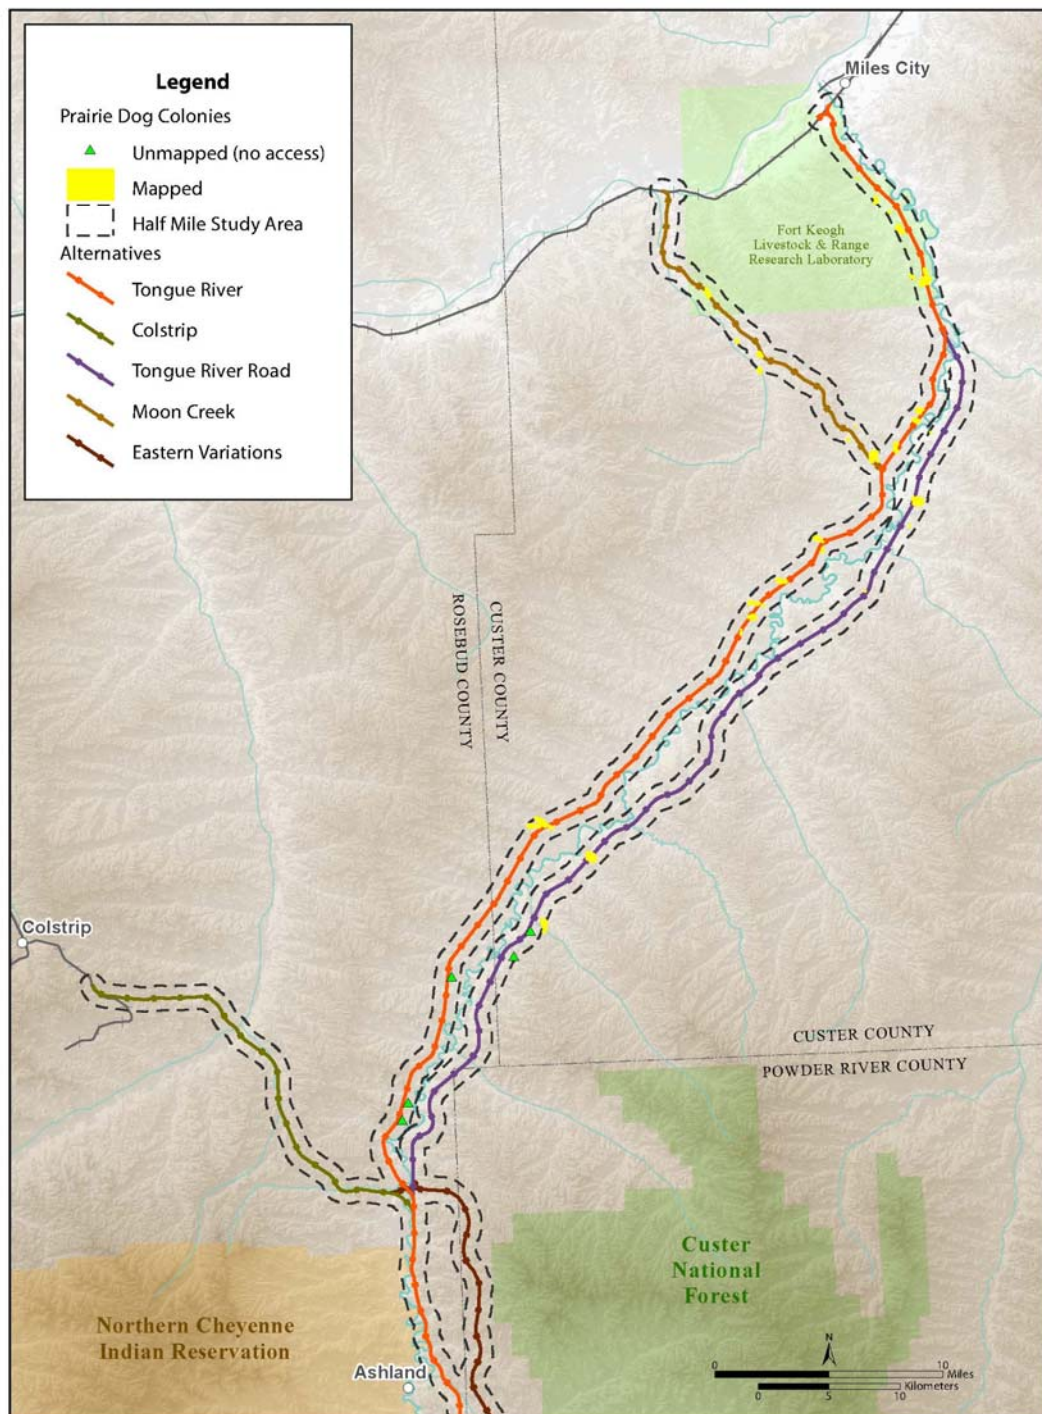 Legend
Prairie Dog Colonies
Unmapped (no access)
Mapped
Half Mile Study Area
Alternatives
Tongue River
Colstrip
Tongue River Road
Moon Creek
Eastern Variations
Miles City
Fort Keogh
Livestock & Range
Research Laboratory
ROSEBUD COUNTY
CUSTER COUNTY
Colstrip
CUSTER COUNTY
POWDER RIVER COUNTY
Custer
National
Forest
Northern Cheyenne
Indian Reservation
Ashland
N
0 10
Miles
Kilometers
0 5 10